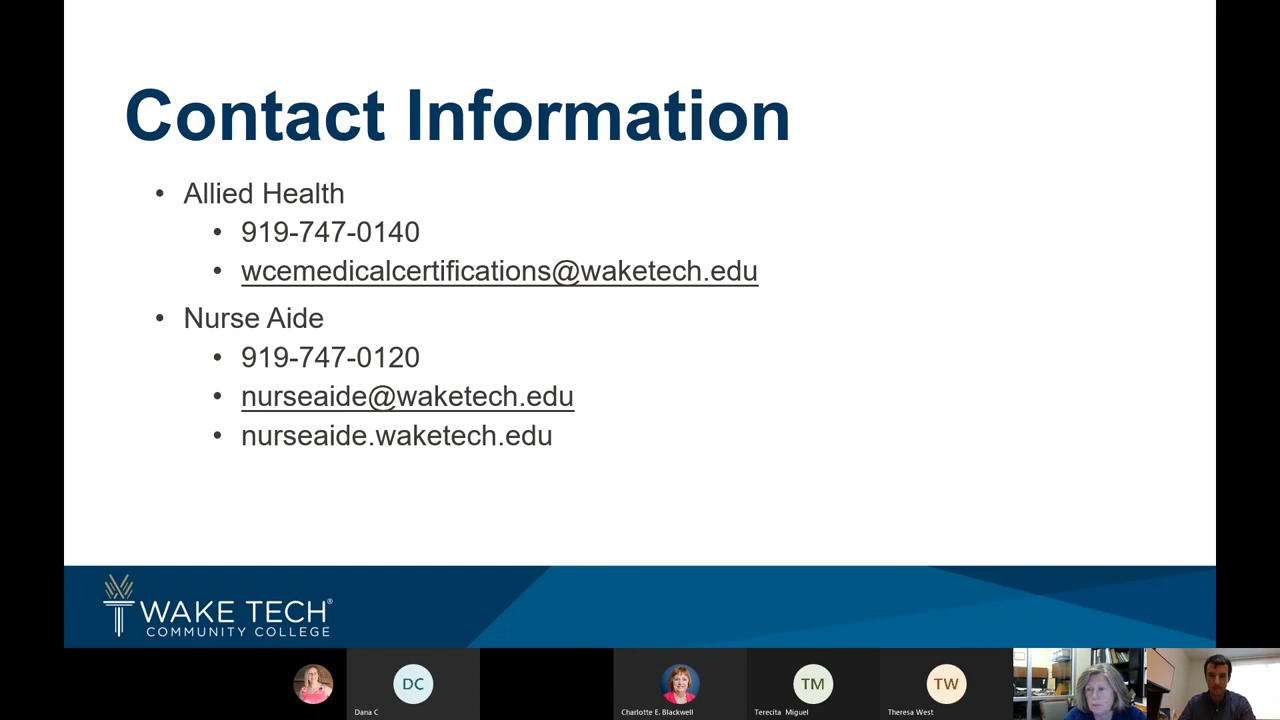 Contact Information
• Allied Health
• 919-747-0140
• wcemedicalcertifications@waketech.edu
• Nurse Aide
• 919-747-0120
• nurseaide@waketech.edu
• nurseaide.waketech.edu
WAKE TECH®
COMMUNITY COLLEGE
DC
TM
TW
Dana C
Charlotte E. Blackwell
Terecita Miguel
Theresa West